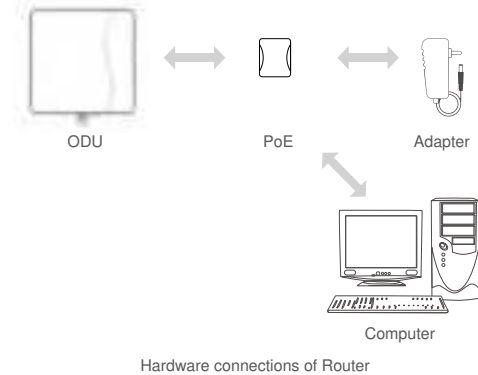 ODU
PoE
Adapter
Computer
Hardware connections of Router